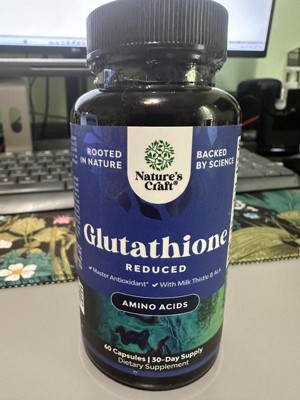 ROOTED
IN NATURE
BACKED
BY SCIENCE
Nature's
Craft®
Glutathione
REDUCED
✓ Master Antioxidant* ✓ With Milk Thistle & ALA
AMINO ACIDS
60 Capsules | 30-Day Supply
Dietary Supplement